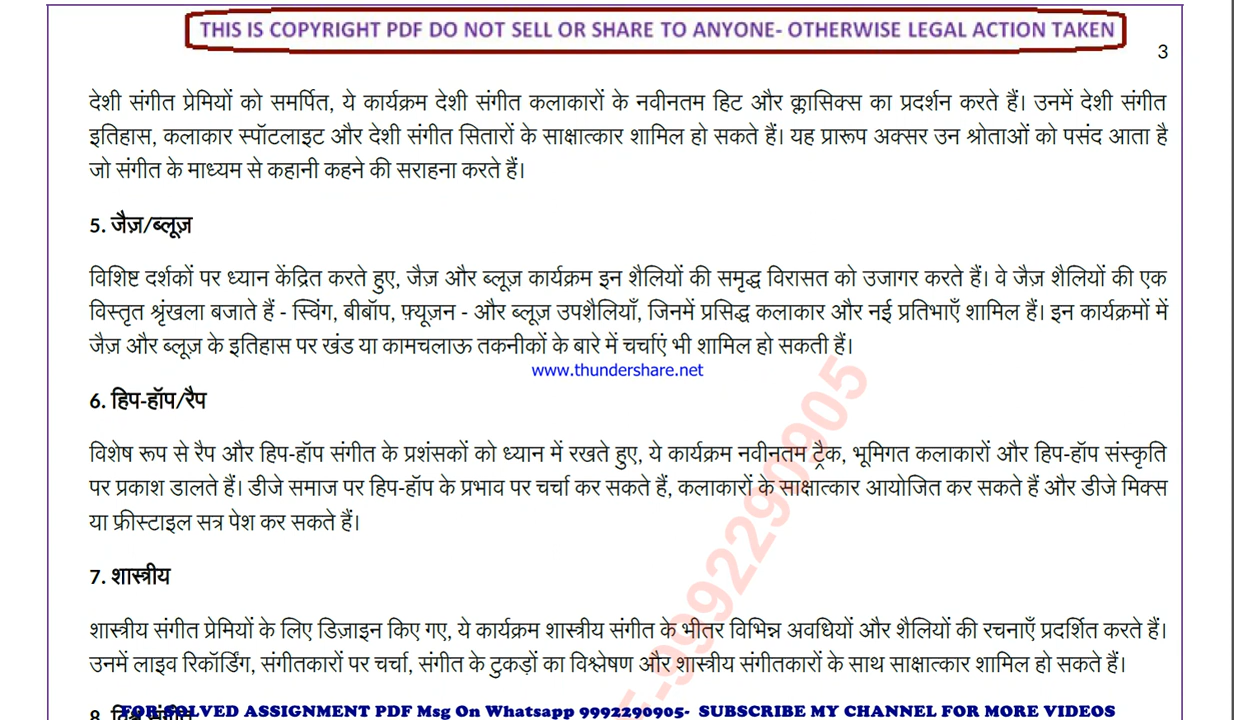 THIS IS COPYRIGHT PDF DO NOT SELL OR SHARE TO ANYONE- OTHERWISE LEGAL ACTION TAKEN
3
देशी संगीत प्रेमियों को समर्पित, ये कार्यक्रम देशी संगीत कलाकारों के नवीनतम हिट और क्लासिक्स का प्रदर्शन करते हैं। उनमें देशी संगीत
इतिहास, कलाकार स्पॉटलाइट और देशी संगीत सितारों के साक्षात्कार शामिल हो सकते हैं। यह प्रारूप अक्सर उन श्रोताओं को पसंद आता है
जो संगीत के माध्यम से कहानी कहने की सराहना करते हैं।
5. जैज़/ब्लूज़
विशिष्ट दर्शकों पर ध्यान केंद्रित करते हुए, जैज़ और ब्लूज़ कार्यक्रम इन शैलियों की समृद्ध विरासत को उजागर करते हैं। वे जैज़ शैलियों की एक
विस्तृत श्रृंखला बजाते हैं - स्विंग, बीबॉप, फ़्यूज़न - और ब्लूज़ उपशैलियाँ, जिनमें प्रसिद्ध कलाकार और नई प्रतिभाएँ शामिल हैं। इन कार्यक्रमों में
जैज़ और ब्लूज़ के इतिहास पर खंड या कामचलाऊ तकनीकों के बारे में चर्चाएं भी शामिल हो सकती हैं।
www.thundershare.net
6. हिप-हॉप/रैप
विशेष रूप से रैप और हिप-हॉप संगीत के प्रशंसकों को ध्यान में रखते हुए, ये कार्यक्रम नवीनतम ट्रैक, भूमिगत कलाकारों और हिप-हॉप संस्कृति
पर प्रकाश डालते हैं। डीजे समाज पर हिप-हॉप के प्रभाव पर चर्चा कर सकते हैं, कलाकारों के साक्षात्कार आयोजित कर सकते हैं और डीजे मिक्स
या फ्रीस्टाइल सत्र पेश कर सकते हैं।
7. शास्त्रीय
शास्त्रीय संगीत प्रेमियों के लिए डिज़ाइन किए गए, ये कार्यक्रम शास्त्रीय संगीत के भीतर विभिन्न अवधियों और शैलियों की रचनाएँ प्रदर्शित करते हैं।
उनमें लाइव रिकॉर्डिंग, संगीतकारों पर चर्चा, संगीत के टुकड़ों का विश्लेषण और शास्त्रीय संगीतकारों के साथ साक्षात्कार शामिल हो सकते हैं।
8.
FOR SOLVED ASSIGNMENT PDF Msg On Whatsapp 9992290905- SUBSCRIBE MY CHANNEL FOR MORE VIDEOS
-9992290905